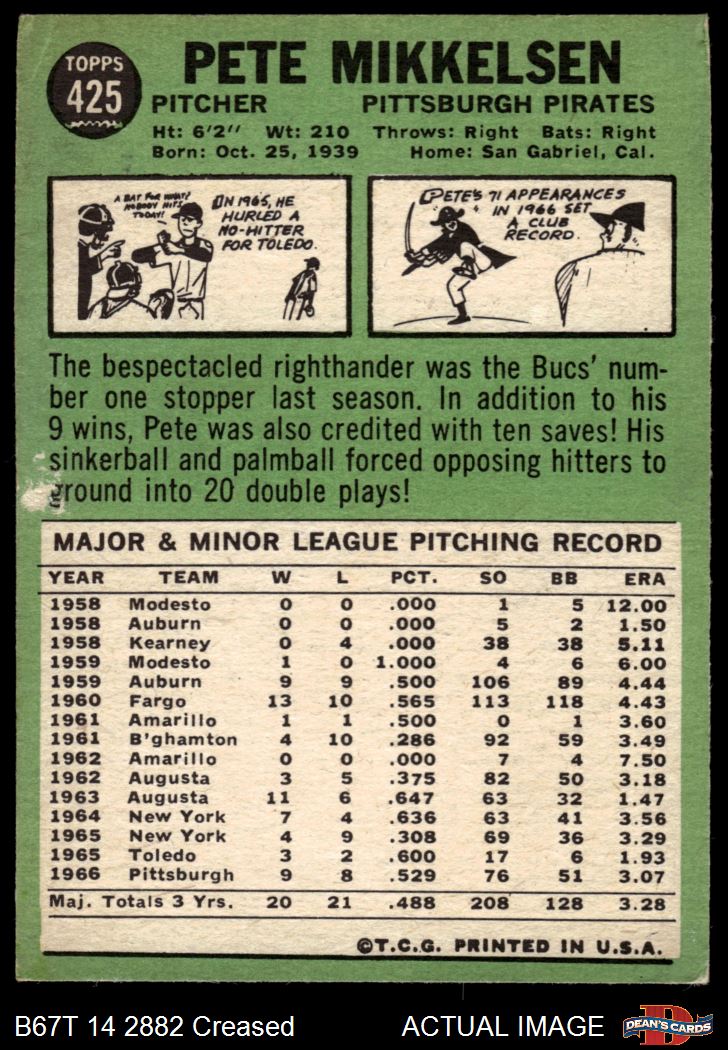 TOPPS
425
PETE MIKKELSEN
PITCHER PITTSBURGH PIRATES
Ht: 6'2" Wt: 210 Throws: Right Bats: Right
Born: Oct. 25, 1939 Home: San Gabriel, Cal.
A BAT FOR WHAT?
NOBODY HITS
TODAY!
IN 1965, HE
HURLED A
NO-HITTER
FOR TOLEDO.
PETE'S 71 APPEARANCES
IN 1966 SET
A CLUB
RECORD.
The bespectacled righthander was the Bucs' num-
ber one stopper last season. In addition to his
9 wins, Pete was also credited with ten saves! His
sinkerball and palmball forced opposing hitters to
ground into 20 double plays!
MAJOR & MINOR LEAGUE PITCHING RECORD
YEAR TEAM W L PCT. SO BB ERA
1958 Modesto 0 0 .000 1 5 12.00
1958 Auburn 0 0 .000 5 2 1.50
1958 Kearney 0 4 .000 38 38 5.11
1959 Modesto 1 0 1.000 4 6 6.00
1959 Auburn 9 9 .500 106 89 4.44
1960 Fargo 13 10 .565 113 118 4.43
1961 Amarillo 1 1 .500 0 1 3.60
1961 B'ghamton 4 10 .286 92 59 3.49
1962 Amarillo 0 0 .000 7 4 7.50
1962 Augusta 3 5 .375 82 50 3.18
1963 Augusta 11 6 .647 63 32 1.47
1964 New York 7 4 .636 63 41 3.56
1965 New York 4 9 .308 69 36 3.29
1965 Toledo 3 2 .600 17 6 1.93
1966 Pittsburgh 9 8 .529 76 51 3.07
Maj. Totals 3 Yrs. 20 21 .488 208 128 3.28
©T.C.G. PRINTED IN U.S.A.
B67T 14 2882 Creased ACTUAL IMAGE
D
DEAN'S CARDS